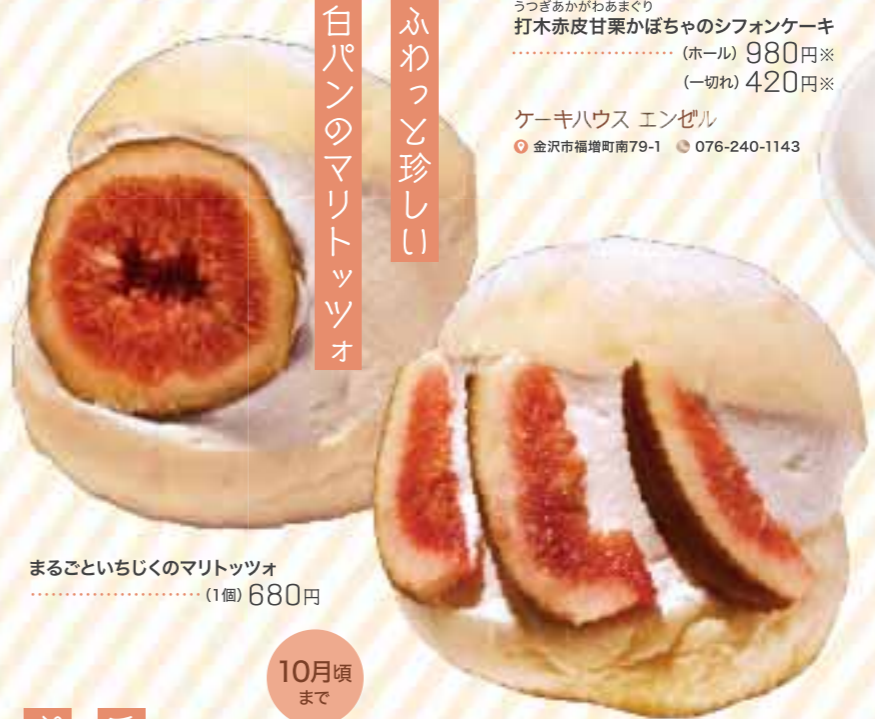 うつぎあかがわあまぐり
打木赤皮甘栗かぼちゃのシフォンケーキ
(ホール) 980円※
(一切れ) 420円※
ケーキハウス エンゼル
金沢市福増町南79-1 076-240-1143
ふわっと珍しい
白パンのマリトッツォ
まるごといちじくのマリトッツォ
(1個) 680円
10月頃
まで